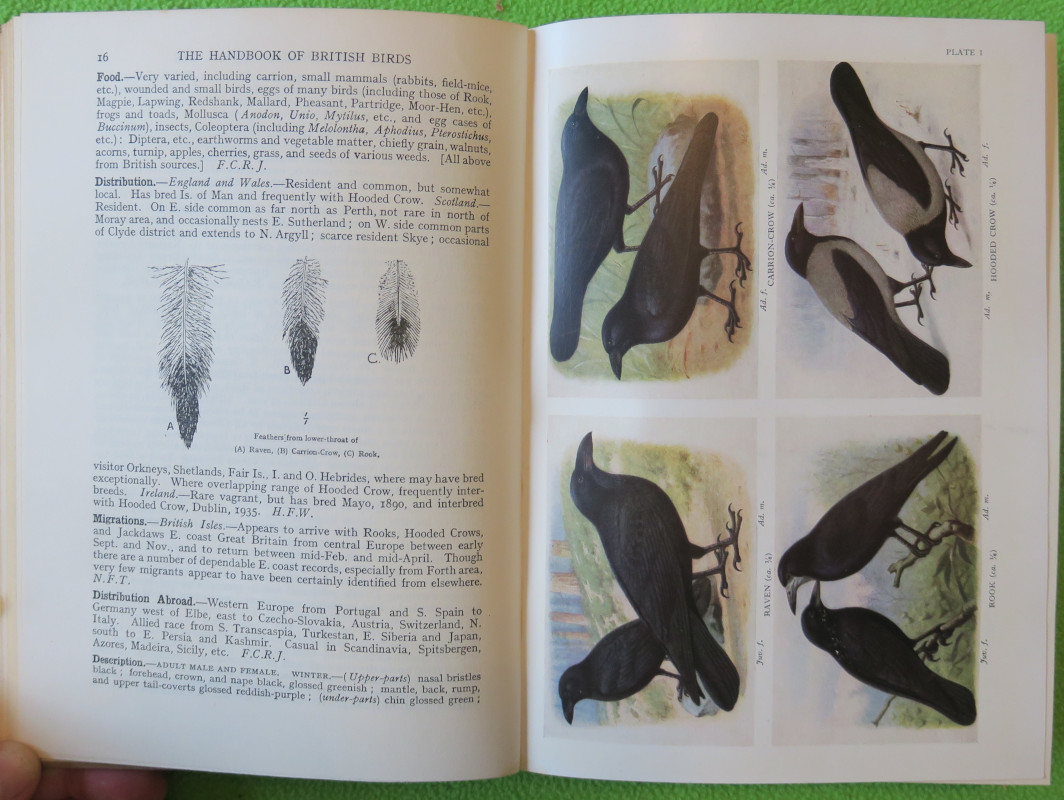 16 THE HANDBOOK OF BRITISH BIRDS
Food.—Very varied, including carrion, small mammals (rabbits, field-mice,
etc.), wounded and small birds, eggs of many birds (including those of Rook,
Magpie, Lapwing, Redshank, Mallard, Pheasant, Partridge, Moor-Hen, etc.),
frogs and toads, Mollusca (Anodon, Unio, Mytilus, etc., and egg cases of
Buccinum), insects, Coleoptera (including Melolontha, Aphodius, Pterostichus,
etc.); Diptera, etc., earthworms and vegetable matter, chiefly grain, walnuts,
acorns, turnip, apples, cherries, grass, and seeds of various weeds. [All above
from British sources.] F.C.R.J.
Distribution.—England and Wales.—Resident and common, but somewhat
local. Has bred Is. of Man and frequently with Hooded Crow. Scotland.—
Resident. On E. side common as far north as Perth, not rare in north of
Moray area, and occasionally nests E. Sutherland; on W. side common parts
of Clyde district and extends to N. Argyll; scarce resident Skye; occasional
A
B
C.
1/7
Feathers from lower-throat of
(A) Raven, (B) Carrion-Crow, (C) Rook,
visitor Orkneys, Shetlands, Fair Is., I. and O. Hebrides, where may have bred
exceptionally. Where overlapping range of Hooded Crow, frequently inter-
breeds. Ireland.—Rare vagrant, but has bred Mayo, 1890, and interbred
with Hooded Crow, Dublin, 1935. H.F.W.
Migrations.—British Isles.—Appears to arrive with Rooks, Hooded Crows,
and Jackdaws E. coast Great Britain from central Europe between early
Sept. and Nov., and to return between mid-Feb. and mid-April. Though
there are a number of dependable E. coast records, especially from Forth area,
very few migrants appear to have been certainly identified from elsewhere.
N.F.T.
Distribution Abroad.—Western Europe from Portugal and S. Spain to
Germany west of Elbe, east to Czecho-Slovakia, Austria, Switzerland, N.
Italy. Allied race from S. Transcaspia, Turkestan, E. Siberia and Japan,
south to E. Persia and Kashmir. Casual in Scandinavia, Spitsbergen,
Azores, Madeira, Sicily, etc. F.C.R.J.
Description.—ADULT MALE AND FEMALE. WINTER.—(Upper-parts) nasal bristles
black; forehead, crown, and nape black, glossed greenish; mantle, back, rump,
and upper tail-coverts glossed reddish-purple; (under-parts) chin glossed green;
PLATE 1
Ad. f. Ad. m.
CARRION-CROW (ca. ¼)
Ad. m. Ad. f.
HOODED CROW (ca. ¼)
Juv. f. Ad. m.
RAVEN (ca. ⅕)
Juv. f. Ad. m.
ROOK (ca. ⅕)